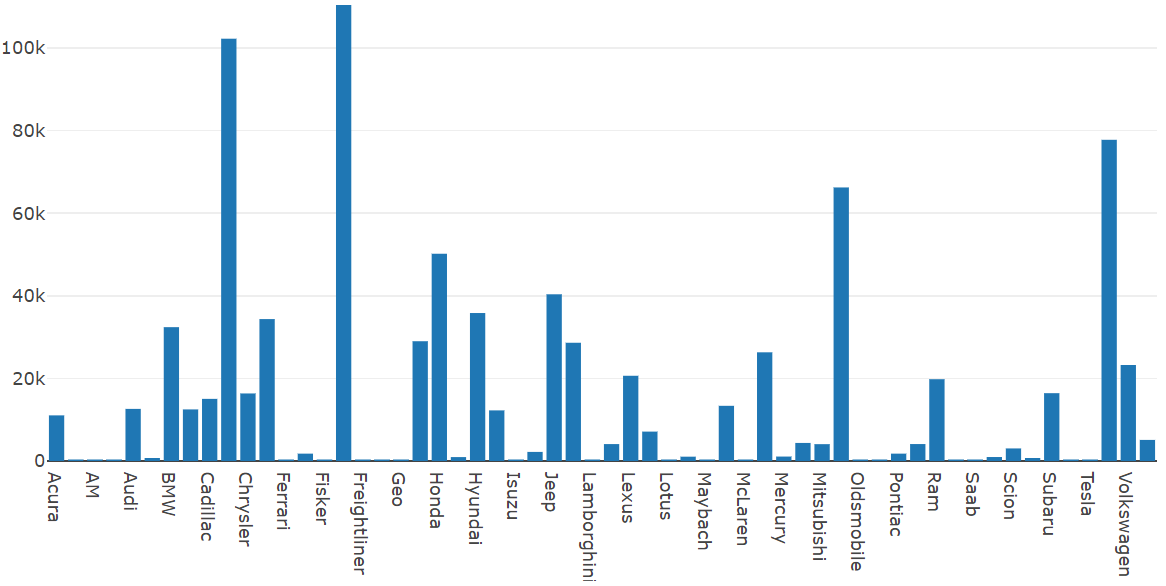 100k
80k
60k
40k
20k
0
Acura
AM
Audi
BMW
Cadillac
Chrysler
Ferrari
Fisker
Freightliner
Geo
Honda
Hyundai
Isuzu
Jeep
Lamborghini
Lexus
Lotus
Maybach
McLaren
Mercury
Mitsubishi
Oldsmobile
Pontiac
Ram
Saab
Scion
Subaru
Tesla
Volkswagen